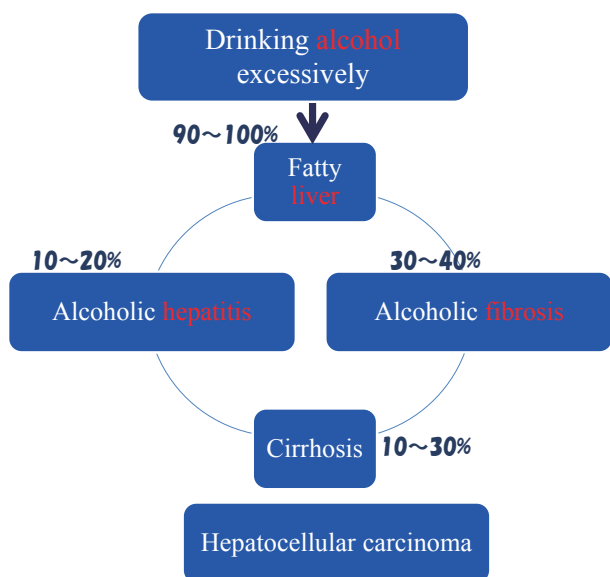 Drinking alcohol
excessively
90～100%
Fatty
liver
10～20%
30～40%
Alcoholic hepatitis
Alcoholic fibrosis
Cirrhosis
10～30%
Hepatocellular carcinoma